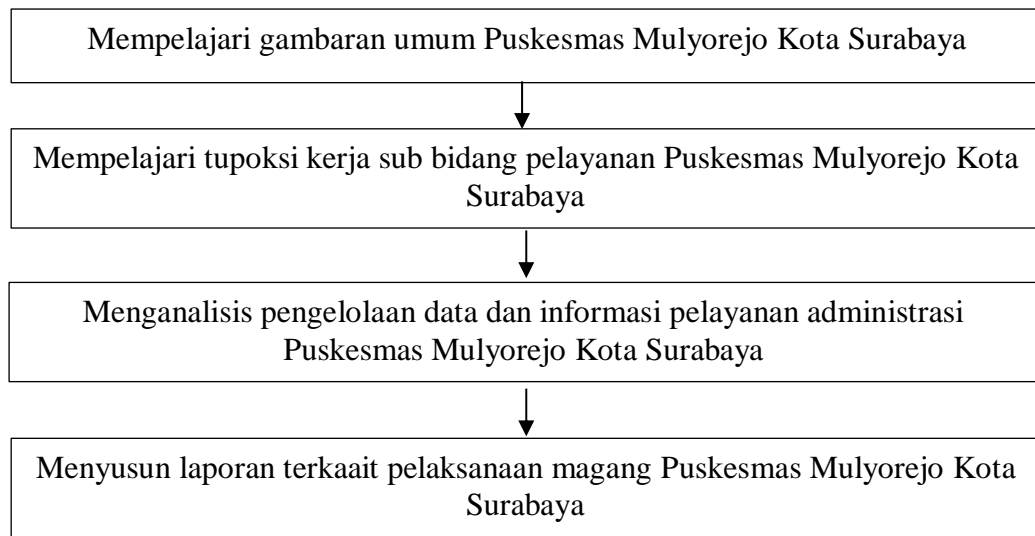 Mempelajari gambaran umum Puskesmas Mulyorejo Kota Surabaya
Mempelajari tupoksi kerja sub bidang pelayanan Puskesmas Mulyorejo Kota
Surabaya
Menganalisis pengelolaan data dan informasi pelayanan administrasi
Puskesmas Mulyorejo Kota Surabaya
Menyusun laporan terkaait pelaksanaan magang Puskesmas Mulyorejo Kota
Surabaya